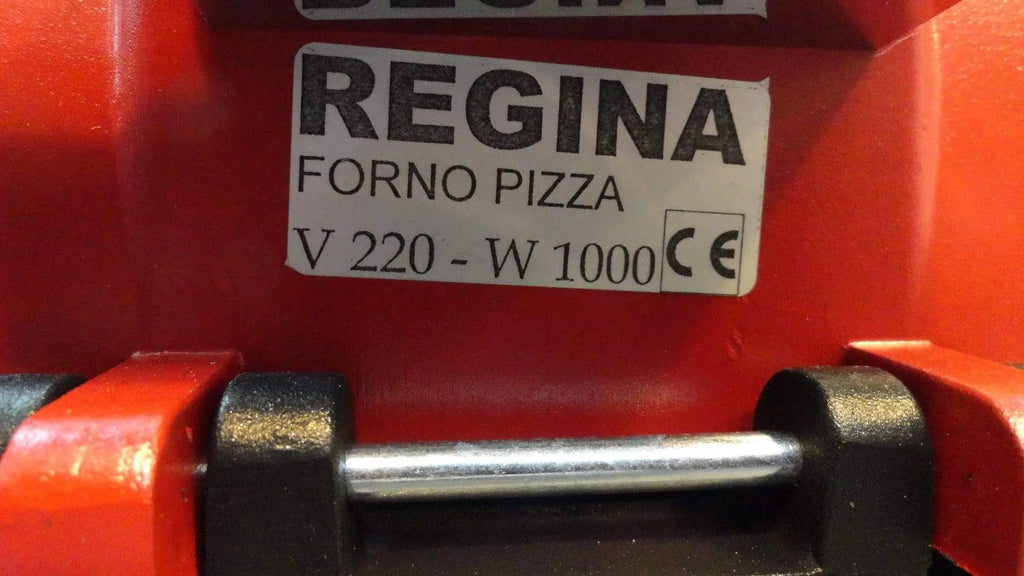 REGINA
FORNO PIZZA
V 220 - W 1000 CE